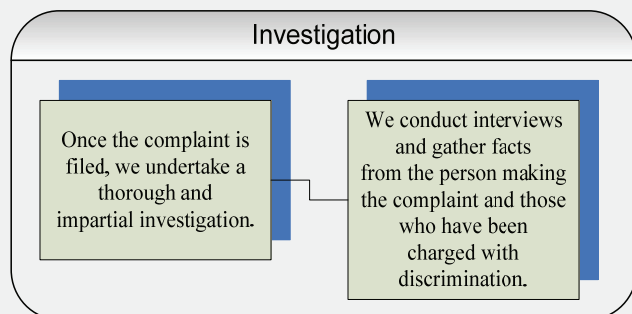 Investigation
Once the complaint is
filed, we undertake a
thorough and
impartial investigation.
We conduct interviews
and gather facts
from the person making
the complaint and those
who have been
charged with
discrimination.